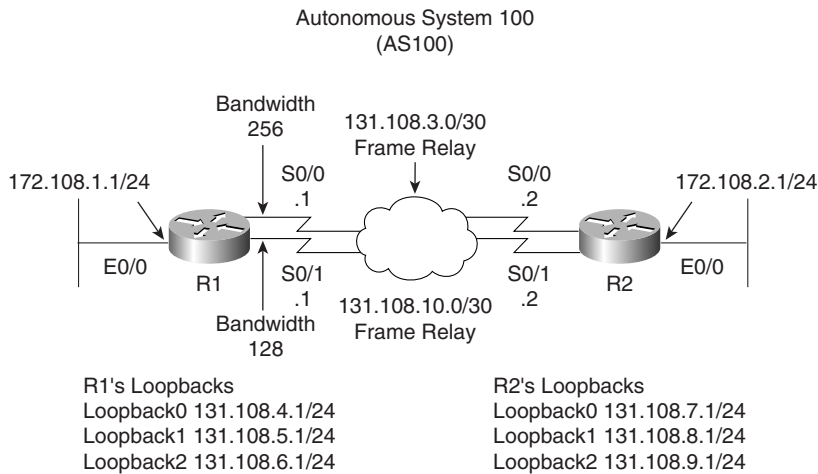 Autonomous System 100
(AS100)
Bandwidth
256
131.108.3.0/30
Frame Relay
172.108.1.1/24
S0/0
.1
S0/0
.2
172.108.2.1/24
E0/0
R1
S0/1
.1
S0/1
.2
R2
E0/0
Bandwidth
128
131.108.10.0/30
Frame Relay
R1's Loopbacks
Loopback0 131.108.4.1/24
Loopback1 131.108.5.1/24
Loopback2 131.108.6.1/24
R2's Loopbacks
Loopback0 131.108.7.1/24
Loopback1 131.108.8.1/24
Loopback2 131.108.9.1/24